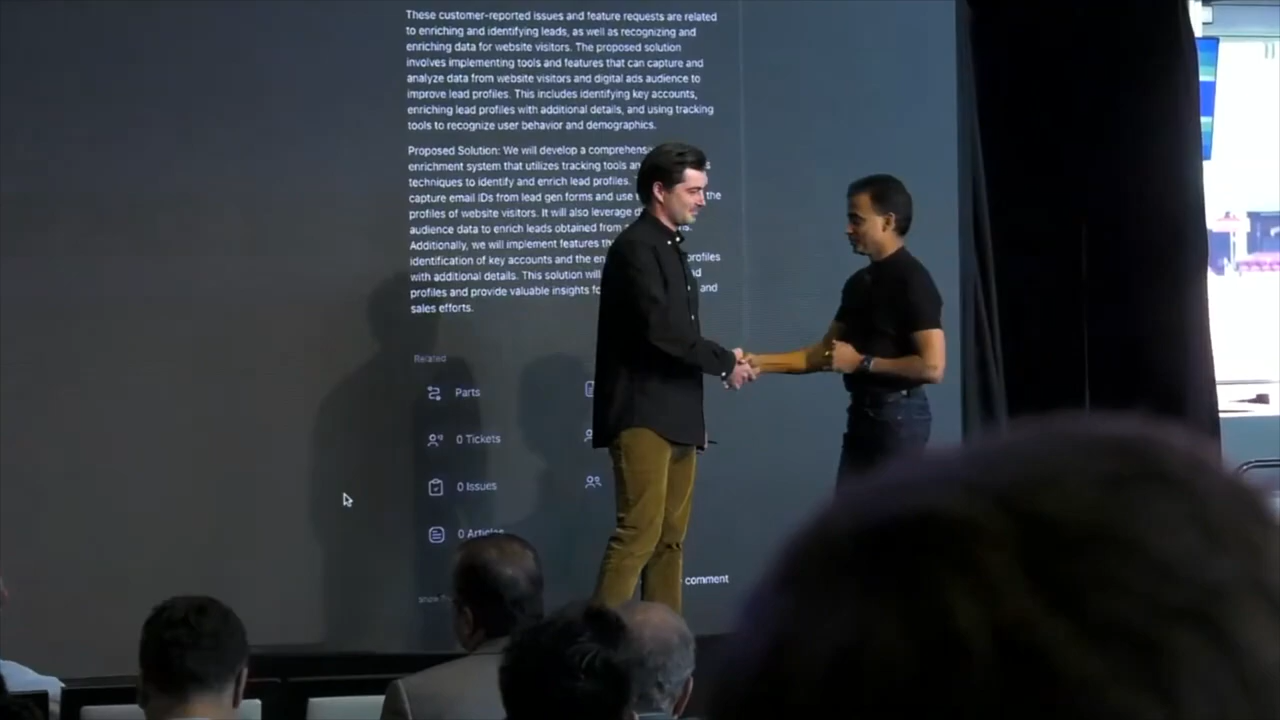 These customer-reported issues and feature requests are related
to enriching and identifying leads, as well as recognizing and
enriching data for website visitors. The proposed solution
involves implementing tools and features that can capture and
analyze data from website visitors and digital ads audience to
improve lead profiles. This includes identifying key accounts,
enriching lead profiles with additional details, and using tracking
tools to recognize user behavior and demographics.
Proposed Solution: We will develop a
enrichment system that utilizes tracking tools
techniques to identify and enrich lead profiles.
capture email IDs from lead gen forms and use the
profiles of website visitors. It will also leverage
audience data to enrich leads obtained from
Additionally, we will implement features
identification of key accounts and the profiles
with additional details. This solution will
profiles and provide valuable insights and
sales efforts.
Related
Parts
0 Tickets
0 Issues
0 Articles
comment